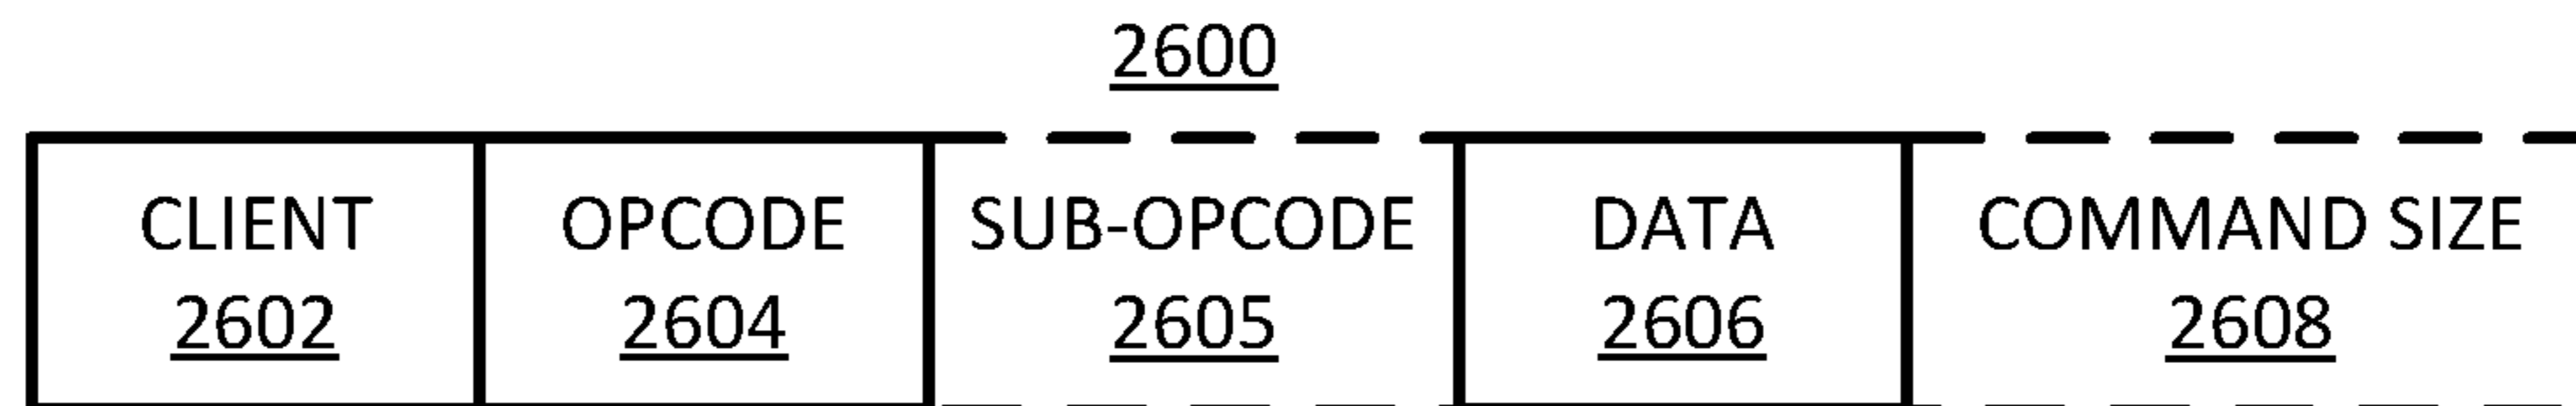 2600
CLIENT OPCODE SUB-OPCODE DATA COMMAND SIZE
2602 2604 2605 2606 2608